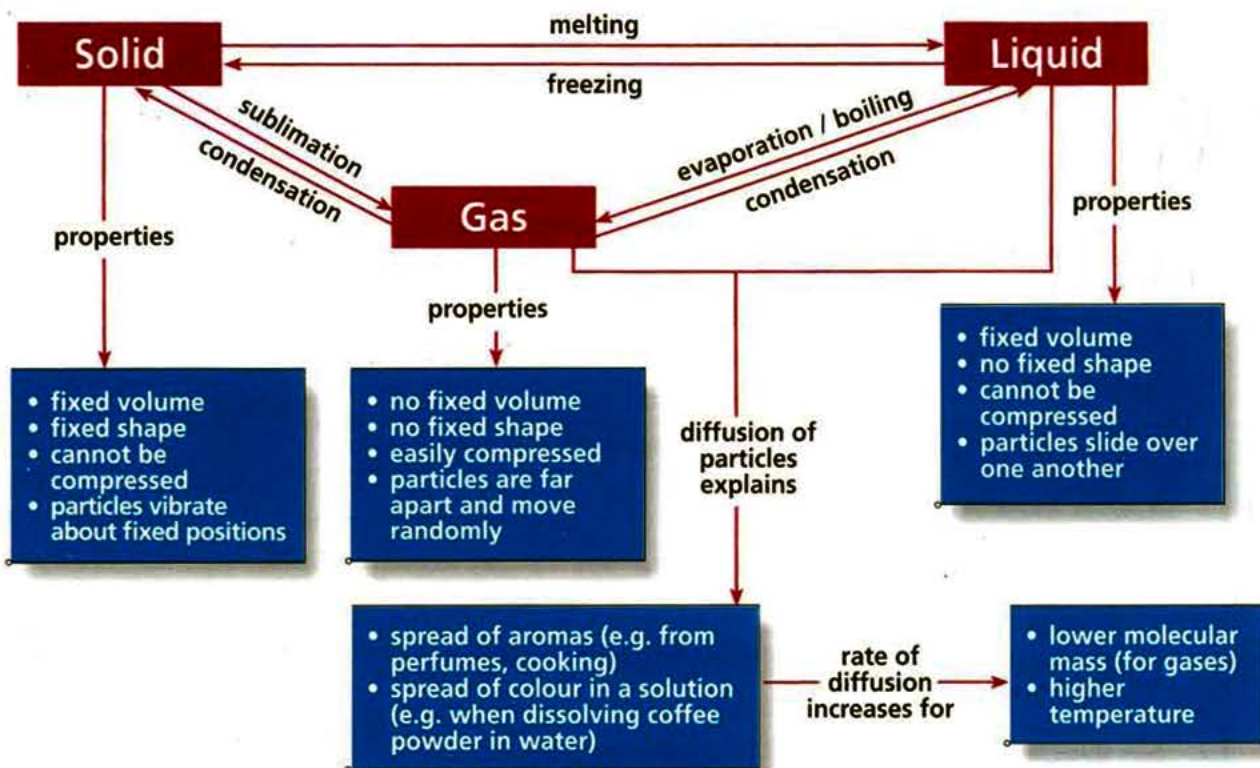 Solid
melting
Liquid
freezing
sublimation
condensation
evaporation / boiling
condensation
Gas
properties
properties
properties
• fixed volume
• fixed shape
• cannot be
compressed
• particles vibrate
about fixed positions
• no fixed volume
• no fixed shape
• easily compressed
• particles are far
apart and move
randomly
diffusion of
particles
explains
• fixed volume
• no fixed shape
• cannot be
compressed
• particles slide over
one another
• spread of aromas (e.g. from
perfumes, cooking)
• spread of colour in a solution
(e.g. when dissolving coffee
powder in water)
rate of
diffusion
increases for
• lower molecular
mass (for gases)
• higher
temperature